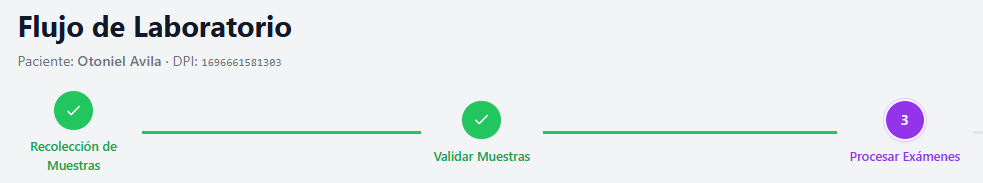 Flujo de Laboratorio
Paciente: Otoniel Avila · DPI: 1696661581303
3
Recolección de
Muestras
Validar Muestras
Procesar Exámenes